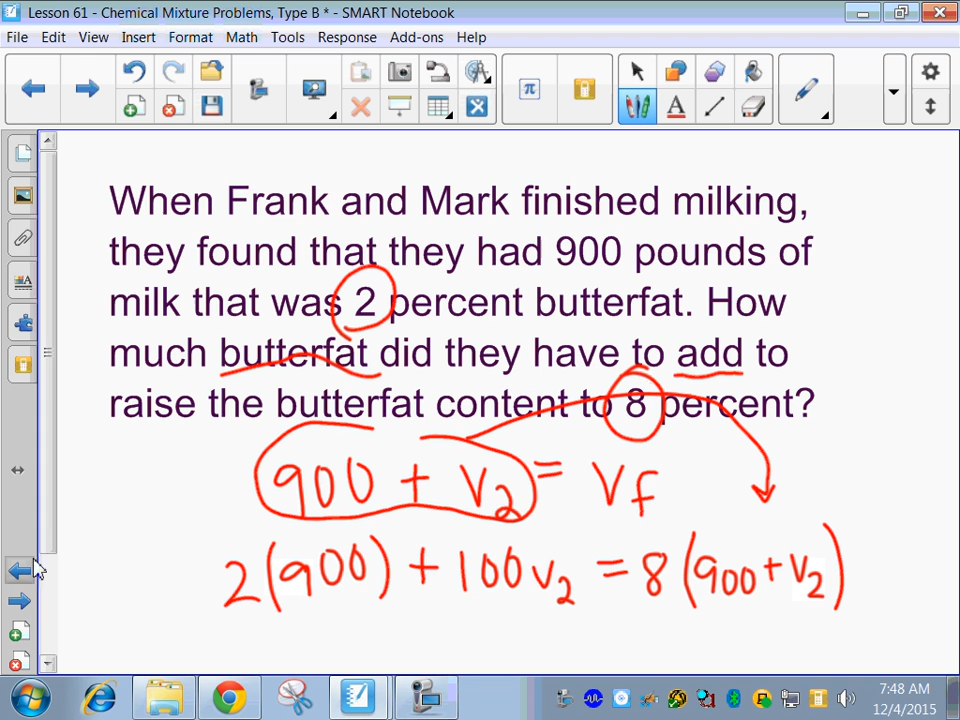 Lesson 61 - Chemical Mixture Problems, Type B * - SMART Notebook
File Edit View Insert Format Math Tools Response Add-ons Help
When Frank and Mark finished milking,
they found that they had 900 pounds of
milk that was 2 percent butterfat. How
much butterfat did they have to add to
raise the butterfat content to 8 percent?
900 + V₂ = Vf
2(900) + 100V₂ = 8(900+V₂)
7:48 AM
12/4/2015